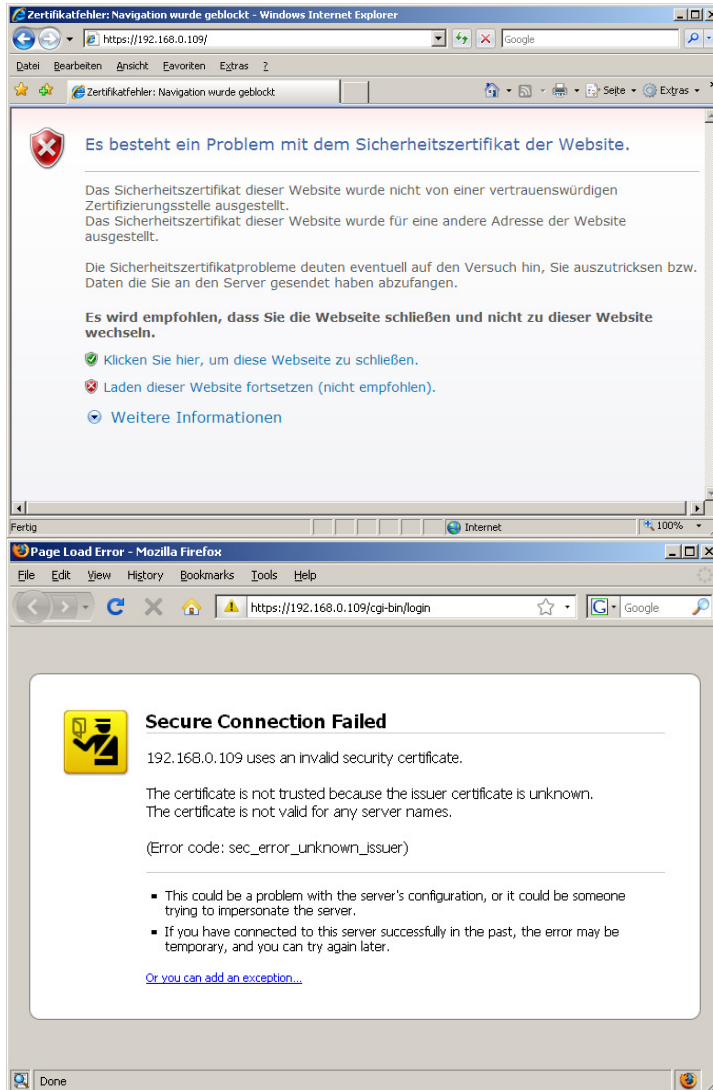 Zertifikatfehler: Navigation wurde geblockt - Windows Internet Explorer
https://192.168.0.109/
Google
Datei Bearbeiten Ansicht Favoriten Extras ?
Zertifikatfehler: Navigation wurde geblockt
Seite Extras
Es besteht ein Problem mit dem Sicherheitszertifikat der Website.
Das Sicherheitszertifikat dieser Website wurde nicht von einer vertrauenswürdigen
Zertifizierungsstelle ausgestellt.
Das Sicherheitszertifikat dieser Website wurde für eine andere Adresse der Website
ausgestellt.
Die Sicherheitszertifikatprobleme deuten eventuell auf den Versuch hin, Sie auszutricksen bzw.
Daten die Sie an den Server gesendet haben abzufangen.
Es wird empfohlen, dass Sie die Webseite schließen und nicht zu dieser Website
wechseln.
Klicken Sie hier, um diese Webseite zu schließen.
Laden dieser Website fortsetzen (nicht empfohlen).
Weitere Informationen
Fertig
Internet
100%
Page Load Error - Mozilla Firefox
File Edit View History Bookmarks Tools Help
https://192.168.0.109/cgi-bin/login
G Google
Secure Connection Failed
192.168.0.109 uses an invalid security certificate.
The certificate is not trusted because the issuer certificate is unknown.
The certificate is not valid for any server names.
(Error code: sec_error_unknown_issuer)
▪ This could be a problem with the server's configuration, or it could be someone
trying to impersonate the server.
▪ If you have connected to this server successfully in the past, the error may be
temporary, and you can try again later.
Or you can add an exception...
Done